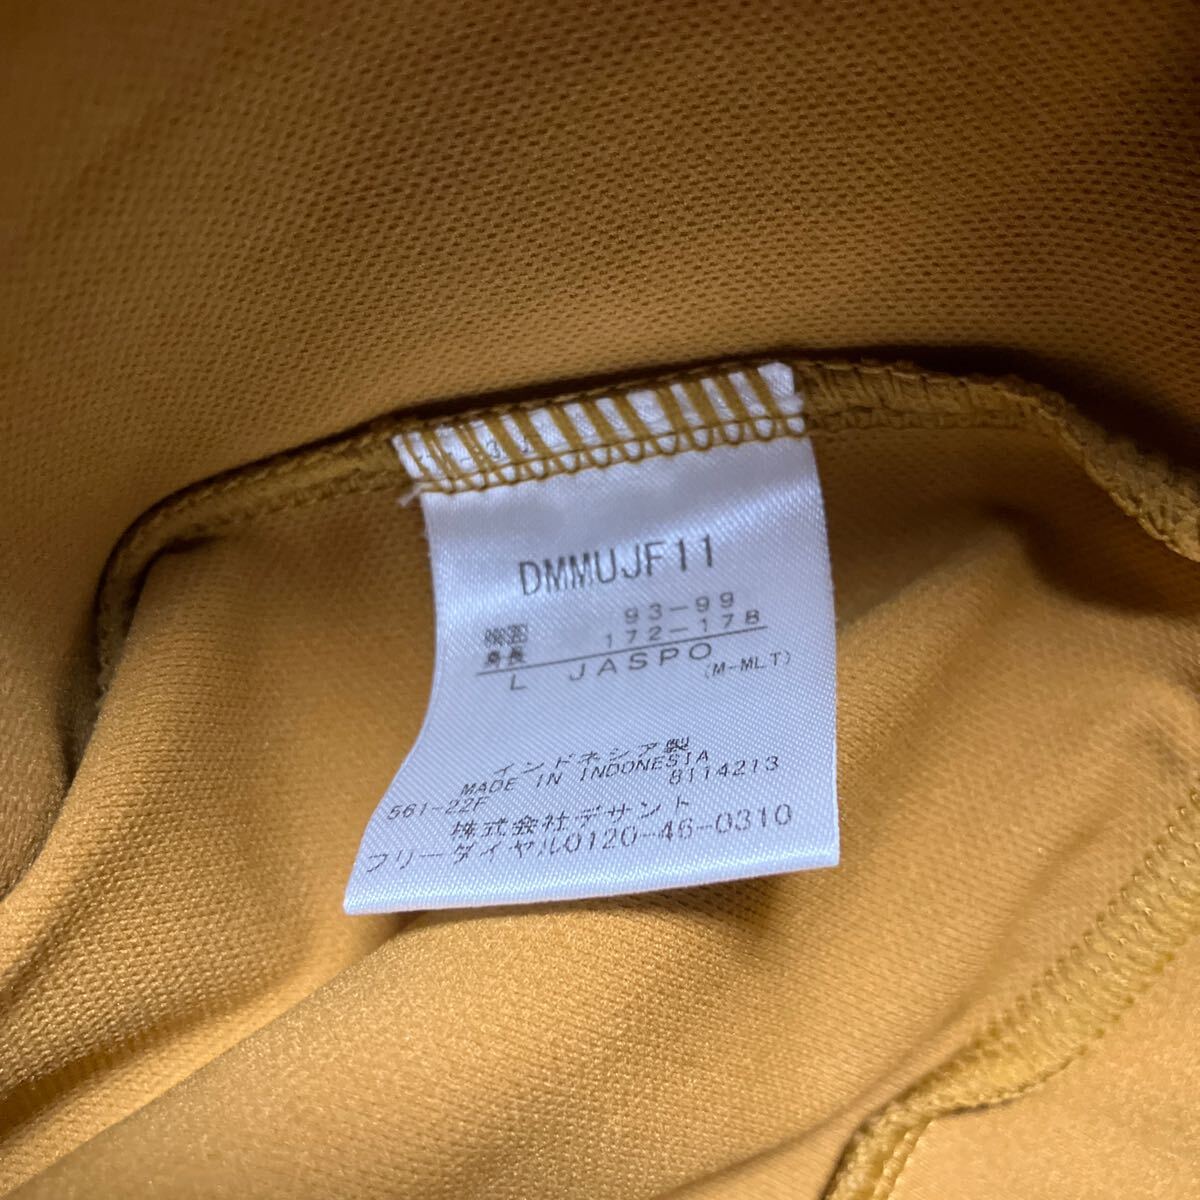 DMMUJF11
胸囲 93-99
身長 172-178
L JASPO (M-MLT)
インドネシア製
MADE IN INDONESIA
561-22F 8114213
株式会社デサント
フリーダイヤル0120-46-0310